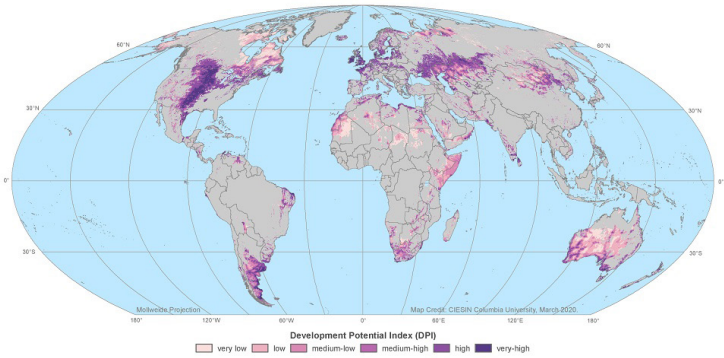 60°N
60°N
30°N
30°N
0°
0°
30°S
30°S
Mollweide Projection
Map Credit: CIESIN Columbia University, March 2020.
180°
120°W
60°W
0°
60°E
120°E
180°
Development Potential Index (DPI)
very low
low
medium-low
medium-high
high
very-high